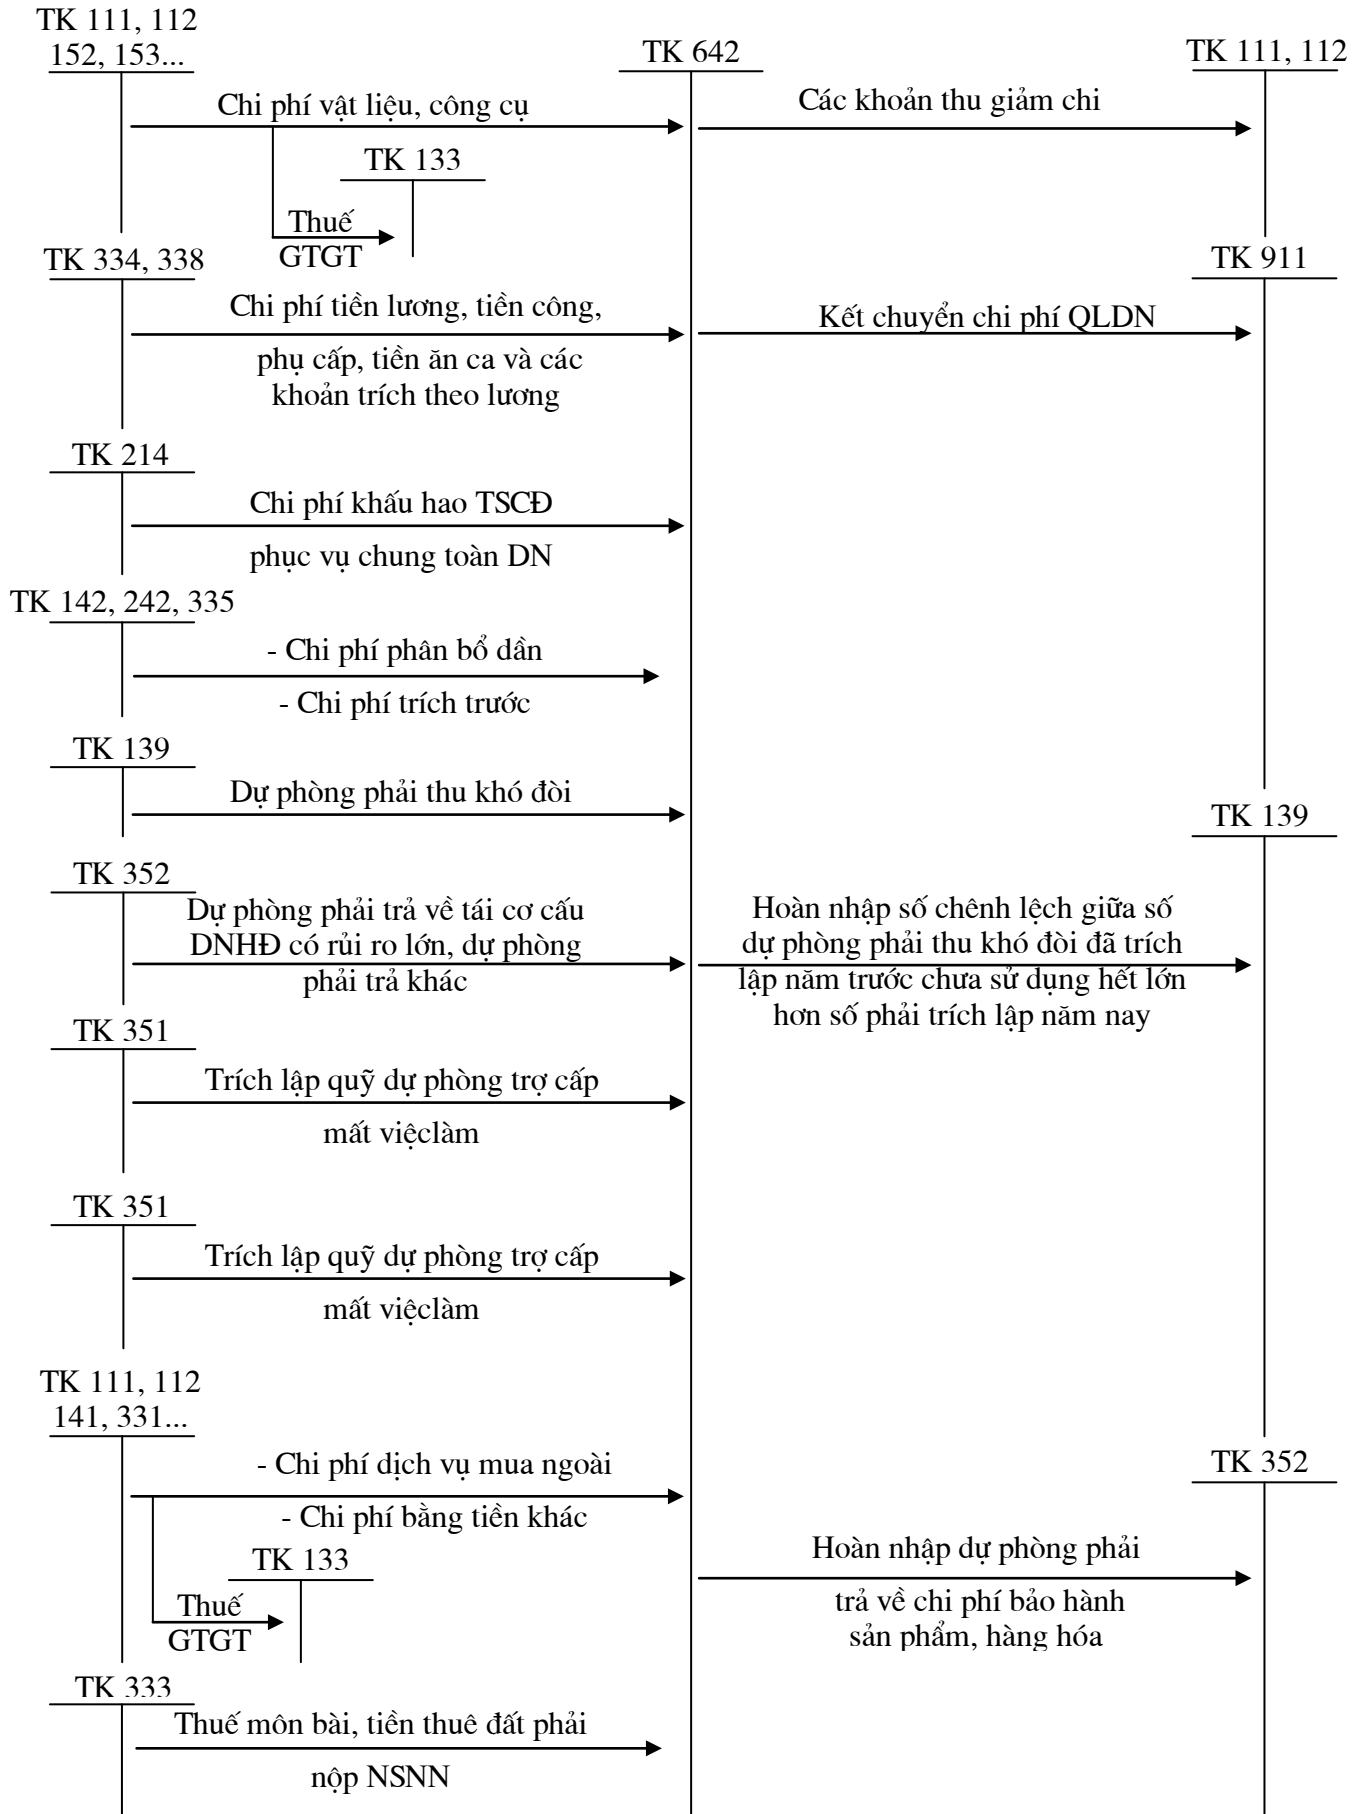 TK 111, 112
152, 153...
TK 642
TK 111, 112
Chi phí vật liệu, công cụ
Các khoản thu giảm chi
TK 133
Thuế
GTGT
TK 334, 338
TK 911
Chi phí tiền lương, tiền công,
phụ cấp, tiền ăn ca và các
khoản trích theo lương
Kết chuyển chi phí QLDN
TK 214
Chi phí khấu hao TSCĐ
phục vụ chung toàn DN
TK 142, 242, 335
- Chi phí phân bổ dần
- Chi phí trích trước
TK 139
Dự phòng phải thu khó đòi
TK 139
TK 352
Dự phòng phải trả về tái cơ cấu
DNHĐ có rủi ro lớn, dự phòng
phải trả khác
Hoàn nhập số chênh lệch giữa số
dự phòng phải thu khó đòi đã trích
lập năm trước chưa sử dụng hết lớn
hơn số phải trích lập năm nay
TK 351
Trích lập quỹ dự phòng trợ cấp
mất việclàm
TK 351
Trích lập quỹ dự phòng trợ cấp
mất việclàm
TK 111, 112
141, 331...
- Chi phí dịch vụ mua ngoài
- Chi phí bằng tiền khác
TK 352
TK 133
Thuế
GTGT
Hoàn nhập dự phòng phải
trả về chi phí bảo hành
sản phẩm, hàng hóa
TK 333
Thuế môn bài, tiền thuê đất phải
nộp NSNN